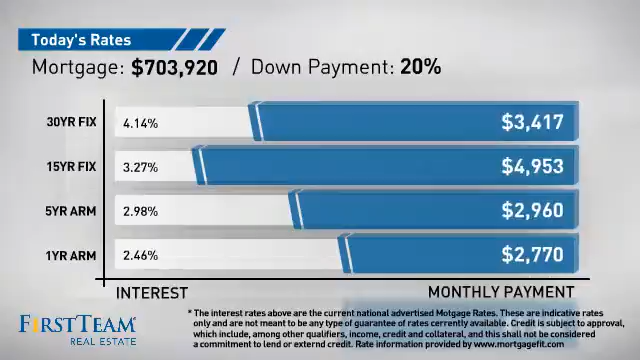 Today's Rates
Mortgage: $703,920 / Down Payment: 20%
30YR FIX 4.14% $3,417
15YR FIX 3.27% $4,953
5YR ARM 2.98% $2,960
1YR ARM 2.46% $2,770
INTEREST MONTHLY PAYMENT
FIRSTTEAM®
REAL ESTATE
* The interest rates above are the current national advertised Motgage Rates. These are indicative rates
only and are not meant to be any type of guarantee of rates cerrently available. Credit is subject to approval,
which include, among other qualifiers, income, credit and collateral, and this shall not be considered
a commitment to lend or externd credit. Rate information provided by www.mortgagefit.com